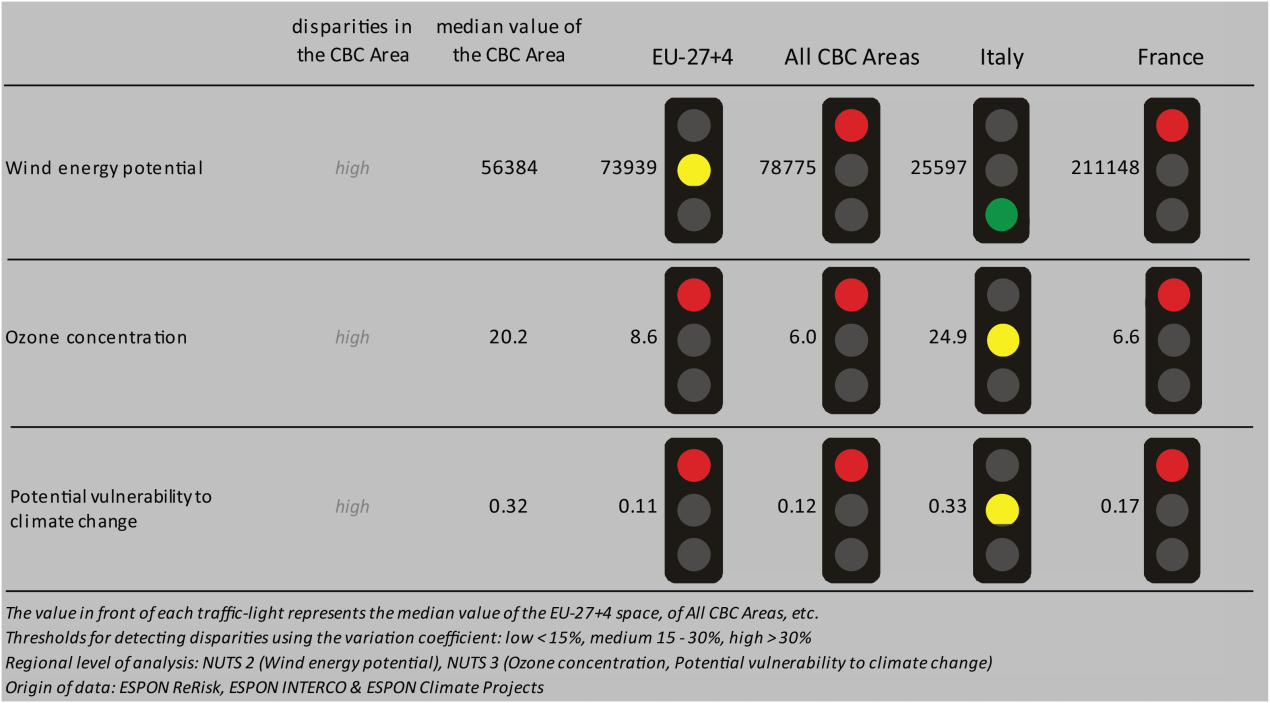 disparities in median value of
the CBC Area the CBC Area EU-27+4 All CBC Areas Italy France
Wind energy potential high 56384 73939 78775 25597 211148
Ozone concentration high 20.2 8.6 6.0 24.9 6.6
Potential vulnerability to
climate change high 0.32 0.11 0.12 0.33 0.17
The value in front of each traffic-light represents the median value of the EU-27+4 space, of All CBC Areas, etc.
Thresholds for detecting disparities using the variation coefficient: low < 15%, medium 15 - 30%, high > 30%
Regional level of analysis: NUTS 2 (Wind energy potential), NUTS 3 (Ozone concentration, Potential vulnerability to climate change)
Origin of data: ESPON ReRisk, ESPON INTERCO & ESPON Climate Projects